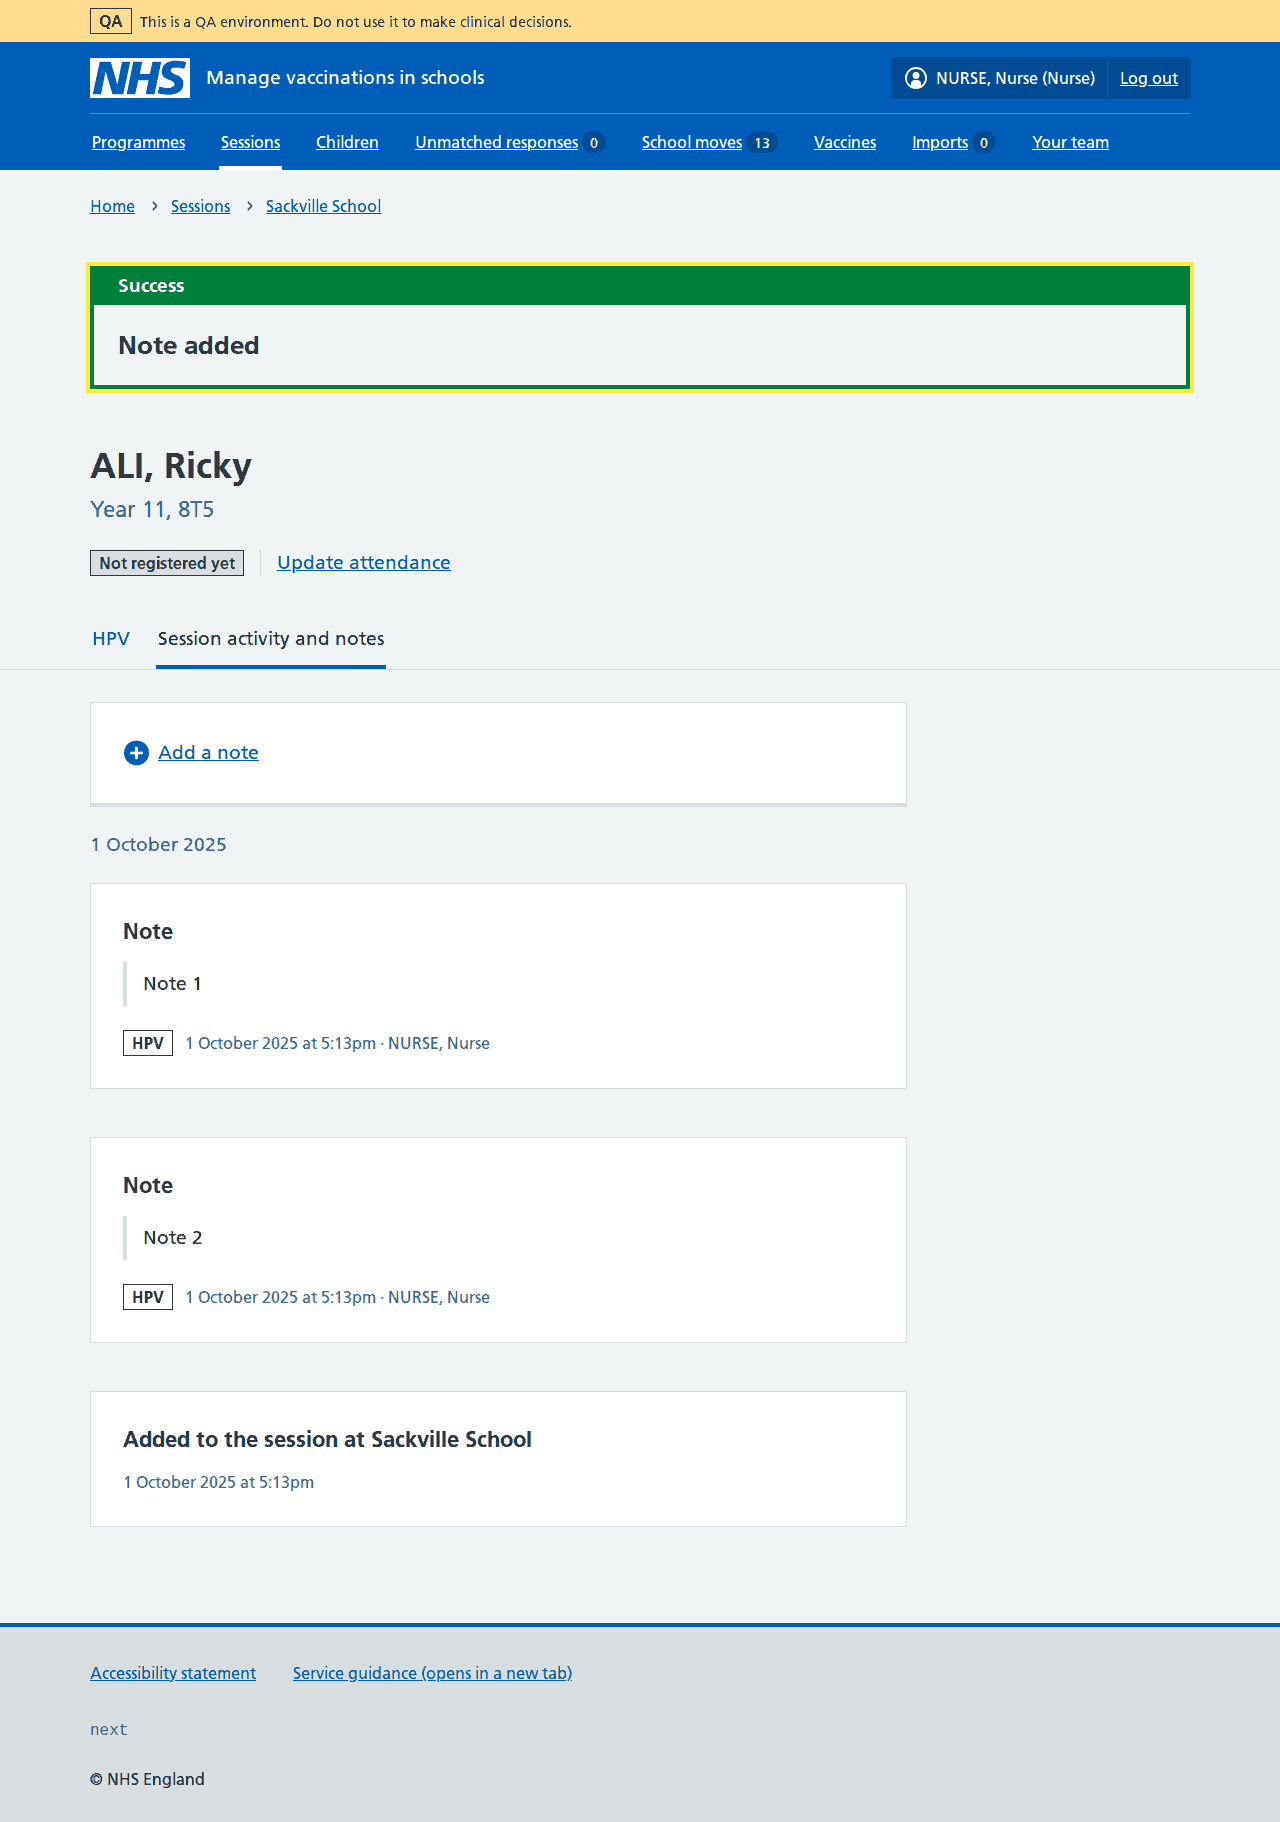 QA This is a QA environment. Do not use it to make clinical decisions.
NHS Manage vaccinations in schools NURSE, Nurse (Nurse) Log out
Programmes Sessions Children Unmatched responses 0 School moves 13 Vaccines Imports 0 Your team
Home › Sessions › Sackville School
Success
Note added
ALI, Ricky
Year 11, 8T5
Not registered yet Update attendance
HPV Session activity and notes
Add a note
1 October 2025
Note
Note 1
HPV 1 October 2025 at 5:13pm · NURSE, Nurse
Note
Note 2
HPV 1 October 2025 at 5:13pm · NURSE, Nurse
Added to the session at Sackville School
1 October 2025 at 5:13pm
Accessibility statement Service guidance (opens in a new tab)
next
© NHS England